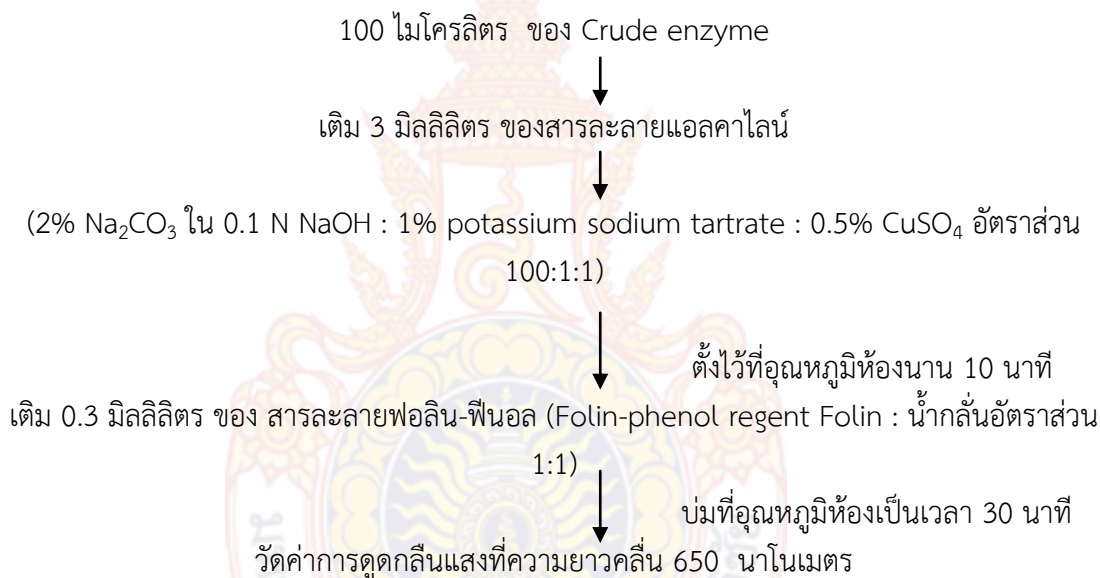 100 ไมโครลิตร ของ Crude enzyme
เติม 3 มิลลิลิตร ของสารละลายแอลคาไลน์
(2% Na₂CO₃ ใน 0.1 N NaOH : 1% potassium sodium tartrate : 0.5% CuSO₄ อัตราส่วน
100:1:1)
ตั้งไว้ที่อุณหภูมิห้องนาน 10 นาที
เติม 0.3 มิลลิลิตร ของ สารละลายฟอลิน-ฟีนอล (Folin-phenol regent Folin : น้ำกลั่นอัตราส่วน
1:1)
บ่มที่อุณหภูมิห้องเป็นเวลา 30 นาที
วัดค่าการดูดกลืนแสงที่ความยาวคลื่น 650 นาโนเมตร